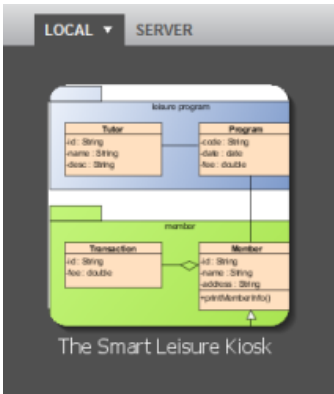 LOCAL ▼ SERVER
leisure program
Tutor
-id : String
-name : String
-desc : String
Program
-code : String
-date : date
-fee : double
member
Transaction
-id : String
-fee : double
Member
-id : String
-name : String
-address : String
+printMemberInfo()
The Smart Leisure Kiosk